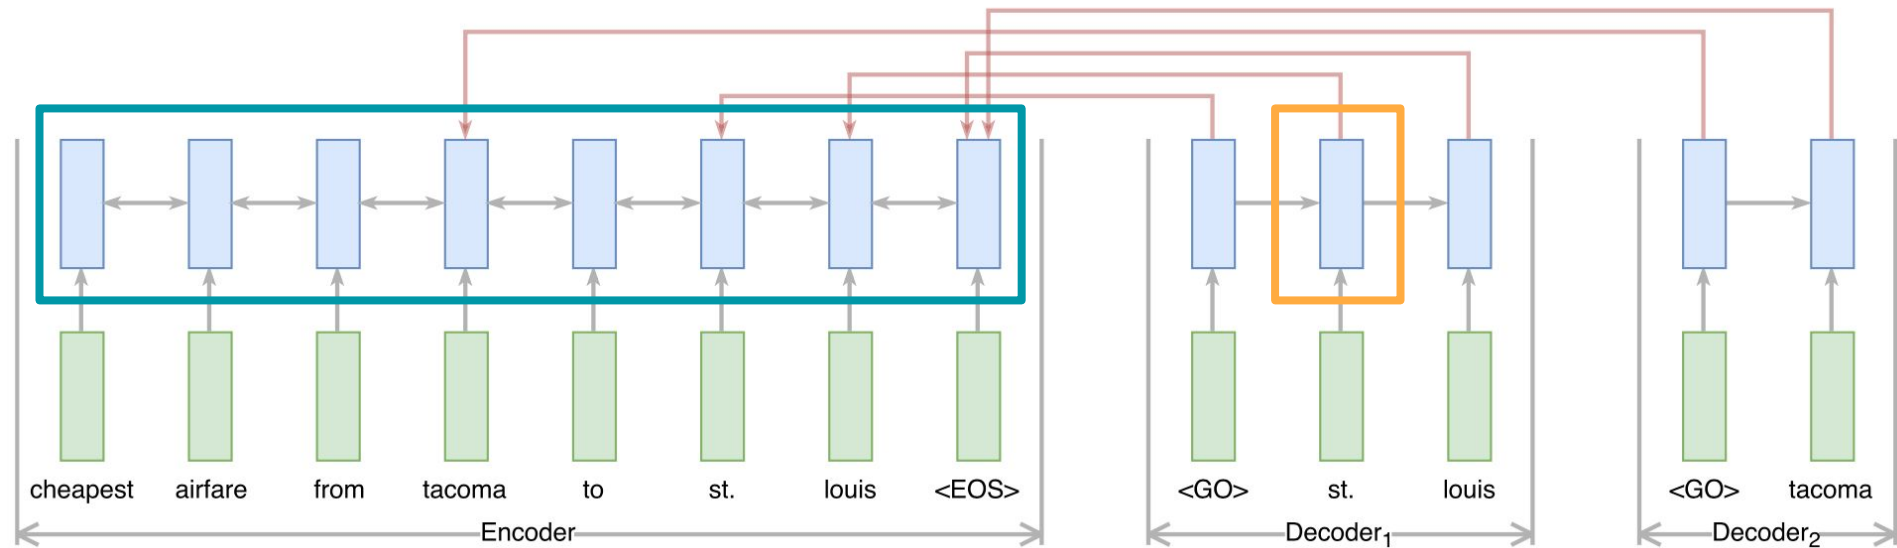 cheapest airfare from tacoma to st. louis <EOS> <GO> st. louis <GO> tacoma
Encoder Decoder1 Decoder2